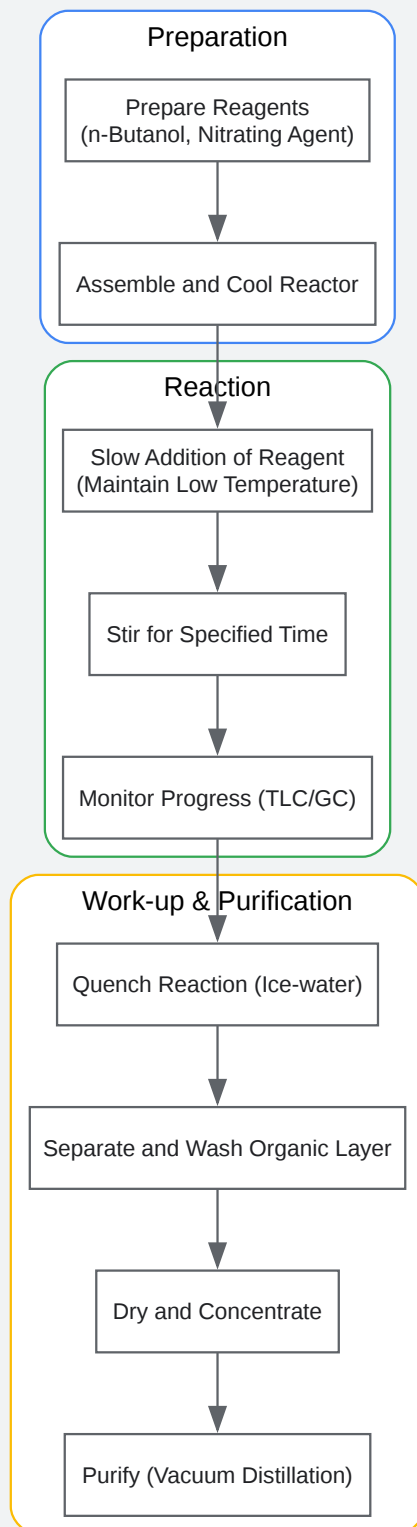 Preparation
Prepare Reagents
(n-Butanol, Nitrating Agent)
Assemble and Cool Reactor
Reaction
Slow Addition of Reagent
(Maintain Low Temperature)
Stir for Specified Time
Monitor Progress (TLC/GC)
Work-up & Purification
Quench Reaction (Ice-water)
Separate and Wash Organic Layer
Dry and Concentrate
Purify (Vacuum Distillation)